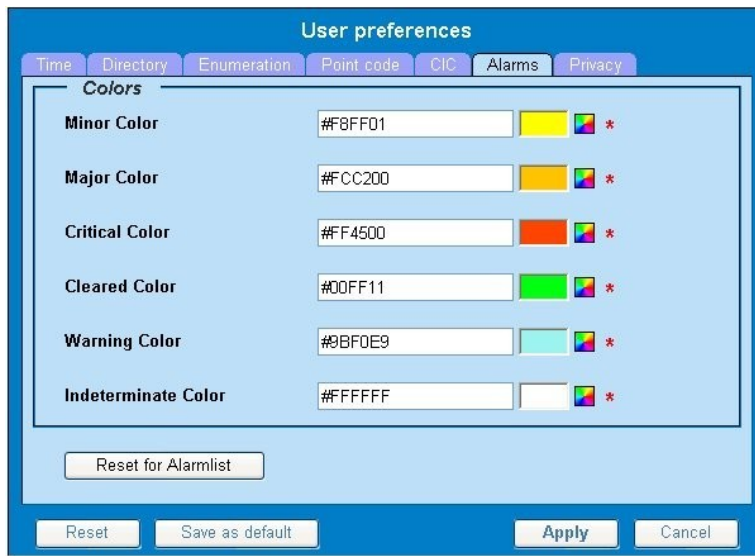 User preferences
Time Directory Enumeration Point code CIC Alarms Privacy
Colors
Minor Color #F8FF01 *
Major Color #FCC200 *
Critical Color #FF4500 *
Cleared Color #00FF11 *
Warning Color #9BF0E9 *
Indeterminate Color #FFFFFF *
Reset for Alarmlist
Reset Save as default Apply Cancel